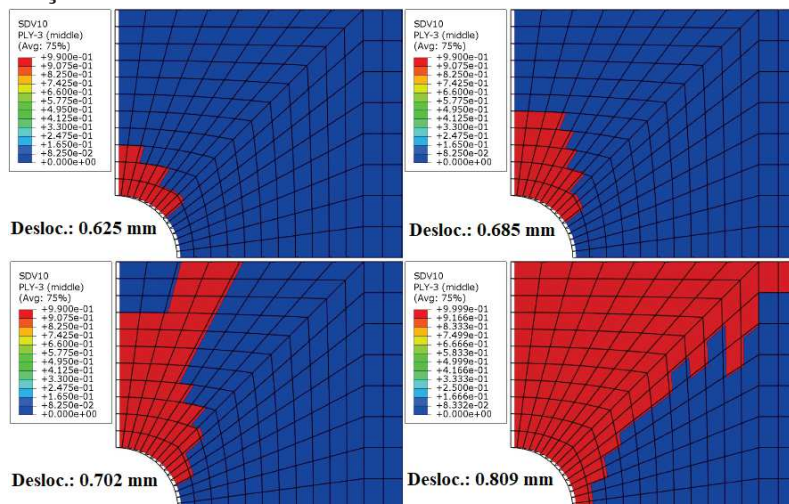 SDV10
PLY-3 (middle)
(Avg: 75%)
+9.900e-01
+9.075e-01
+8.250e-01
+7.425e-01
+6.600e-01
+5.775e-01
+4.950e-01
+4.125e-01
+3.300e-01
+2.475e-01
+1.650e-01
+8.250e-02
+0.000e+00
Desloc.: 0.625 mm
SDV10
PLY-3 (middle)
(Avg: 75%)
+9.900e-01
+9.075e-01
+8.250e-01
+7.425e-01
+6.600e-01
+5.775e-01
+4.950e-01
+4.125e-01
+3.300e-01
+2.475e-01
+1.650e-01
+8.250e-02
+0.000e+00
Desloc.: 0.685 mm
SDV10
PLY-3 (middle)
(Avg: 75%)
+9.900e-01
+9.075e-01
+8.250e-01
+7.425e-01
+6.600e-01
+5.775e-01
+4.950e-01
+4.125e-01
+3.300e-01
+2.475e-01
+1.650e-01
+8.250e-02
+0.000e+00
Desloc.: 0.702 mm
SDV10
PLY-3 (middle)
(Avg: 75%)
+9.999e-01
+9.166e-01
+8.333e-01
+7.499e-01
+6.666e-01
+5.833e-01
+4.999e-01
+4.166e-01
+3.333e-01
+2.500e-01
+1.666e-01
+8.332e-02
+0.000e+00
Desloc.: 0.809 mm